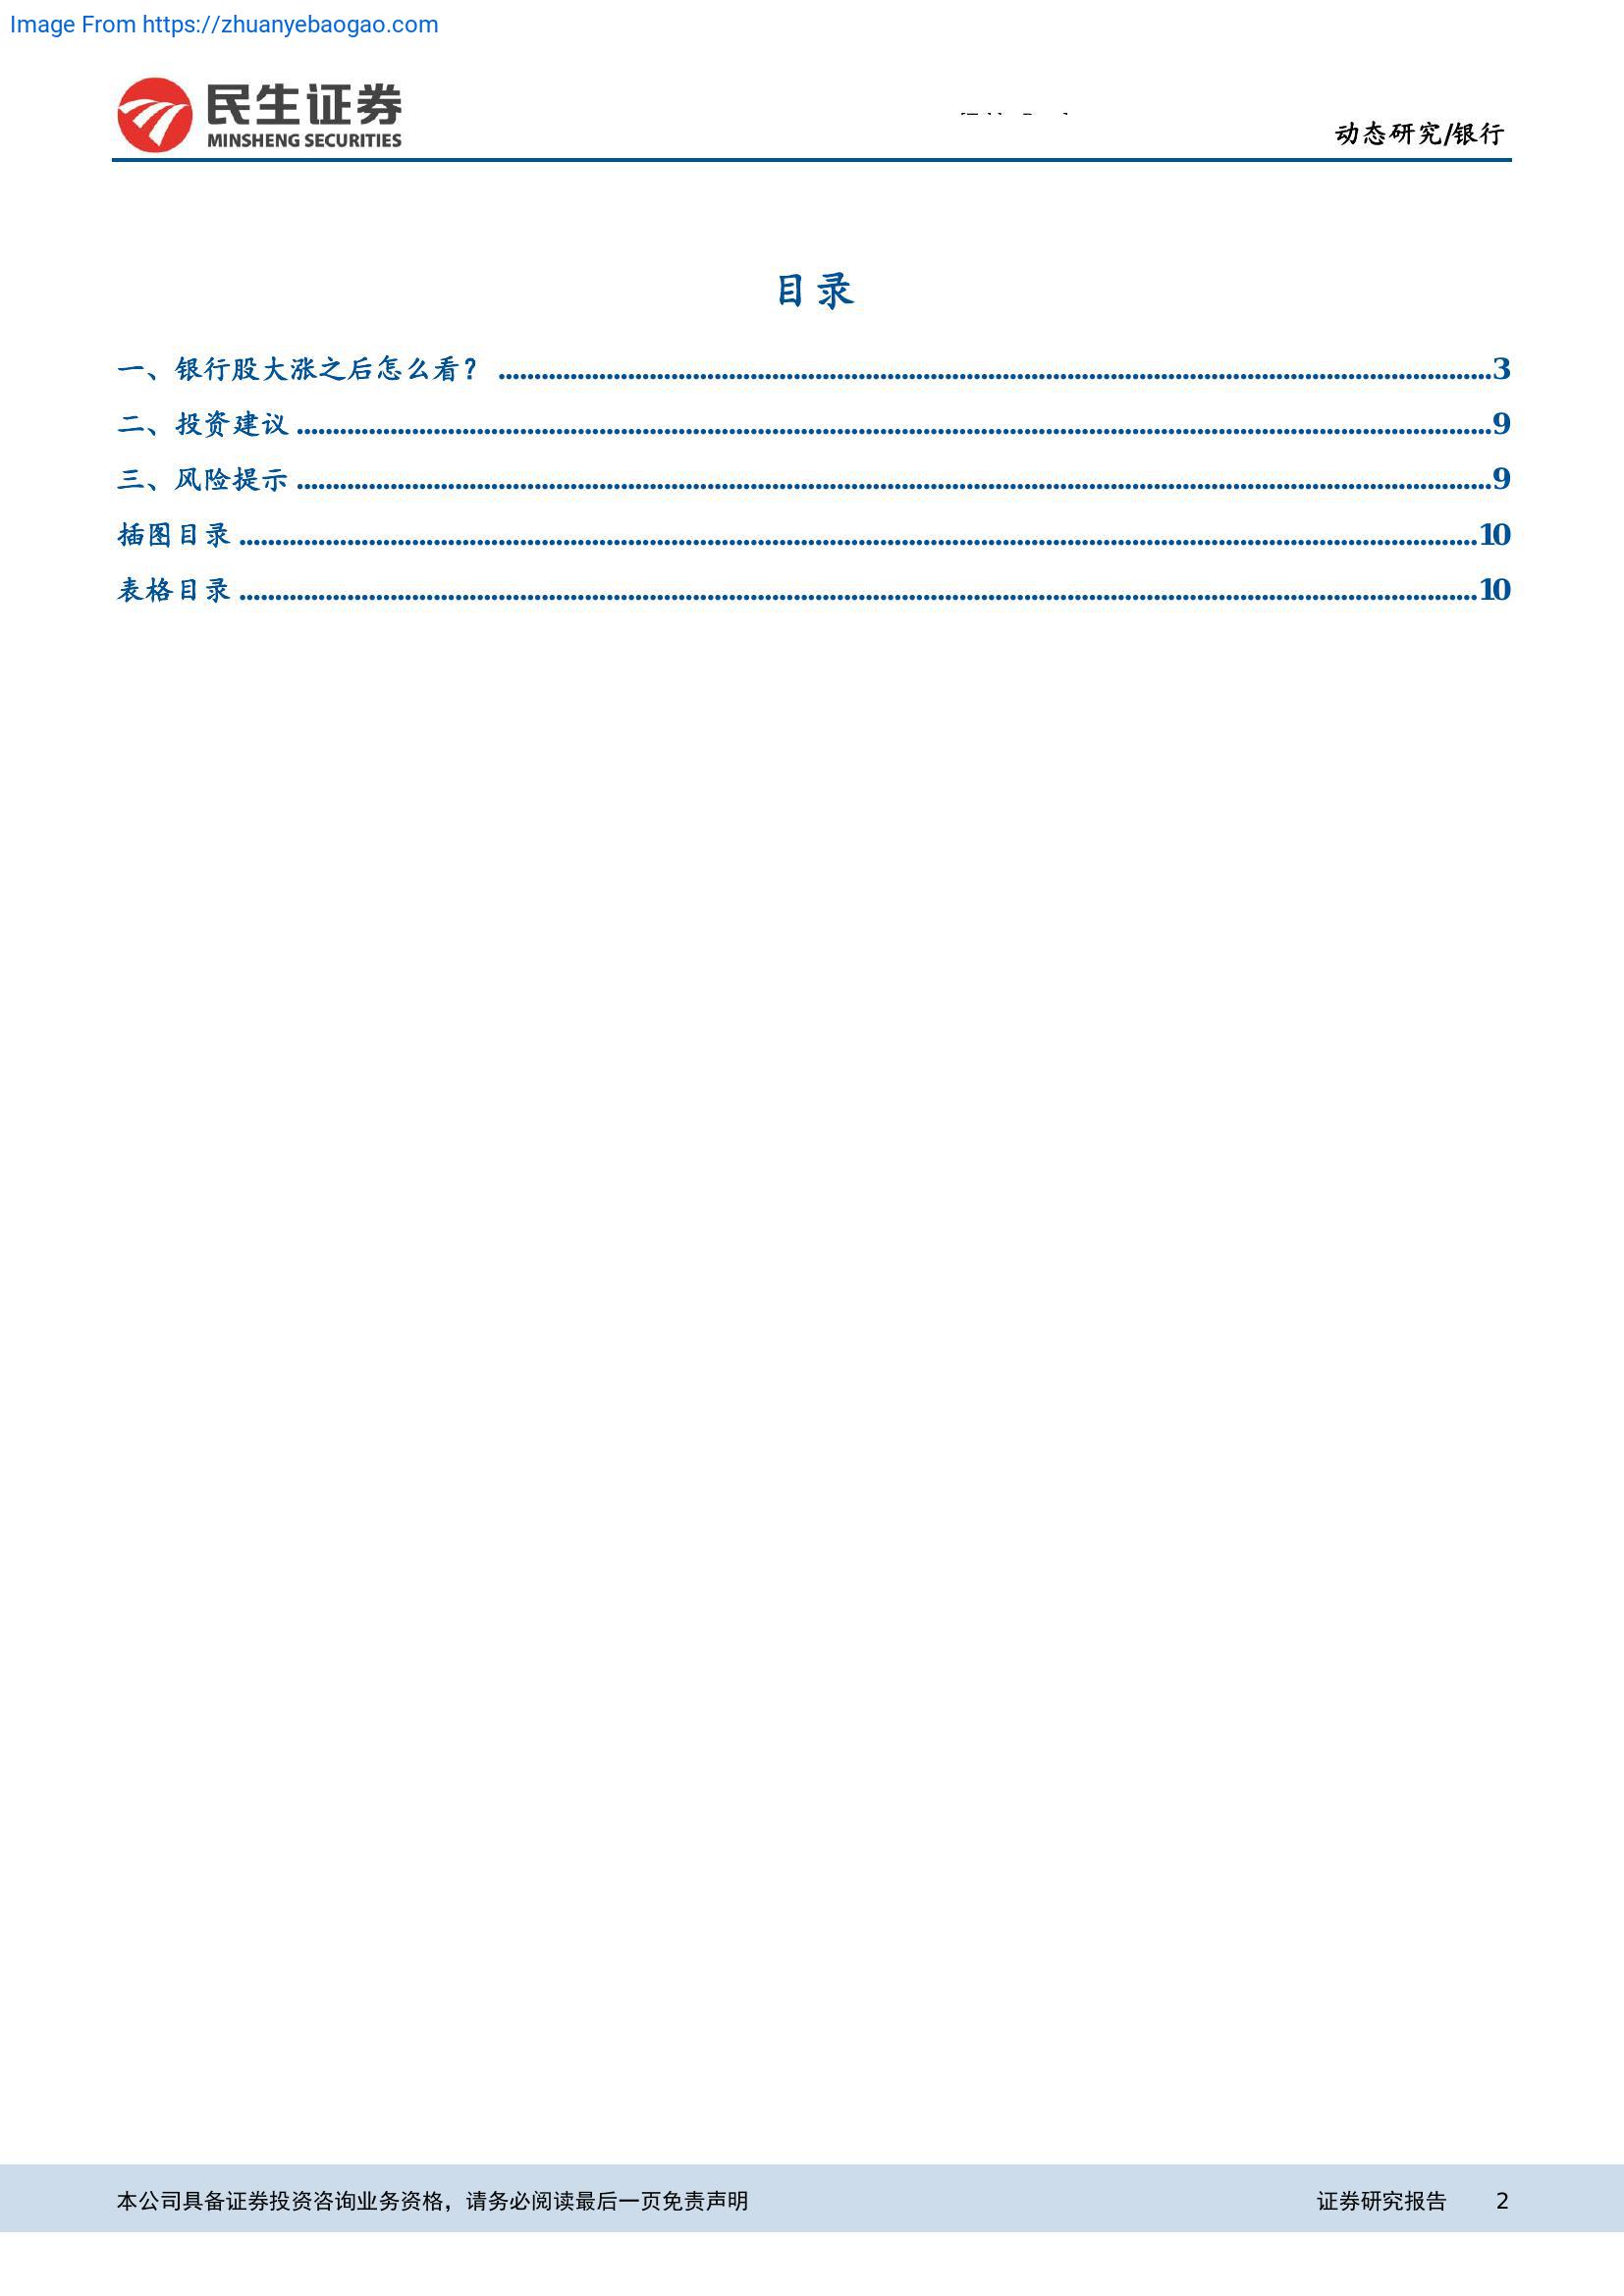 Image From https://zhuanyebaogao.com
民生证券
MINSHENG SECURITIES
动态研究/银行
目录
一、银行股大涨之后怎么看? ........................................................................................................................3
二、投资建议 ........................................................................................................................9
三、风险提示 ........................................................................................................................9
插图目录 ........................................................................................................................10
表格目录 ........................................................................................................................10
本公司具备证券投资咨询业务资格，请务必阅读最后一页免责声明 证券研究报告 2